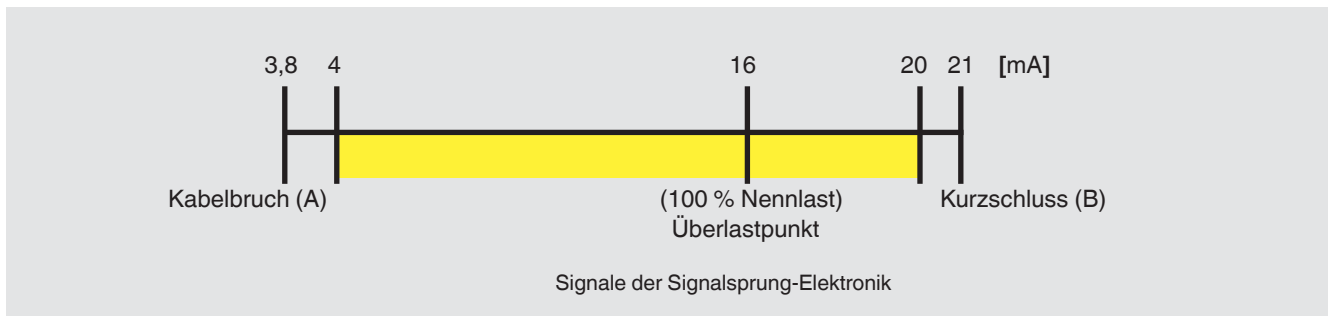 3,8 4 16 20 21 [mA]
Kabelbruch (A) (100 % Nennlast) Kurzschluss (B)
Überlastpunkt
Signale der Signalsprung-Elektronik